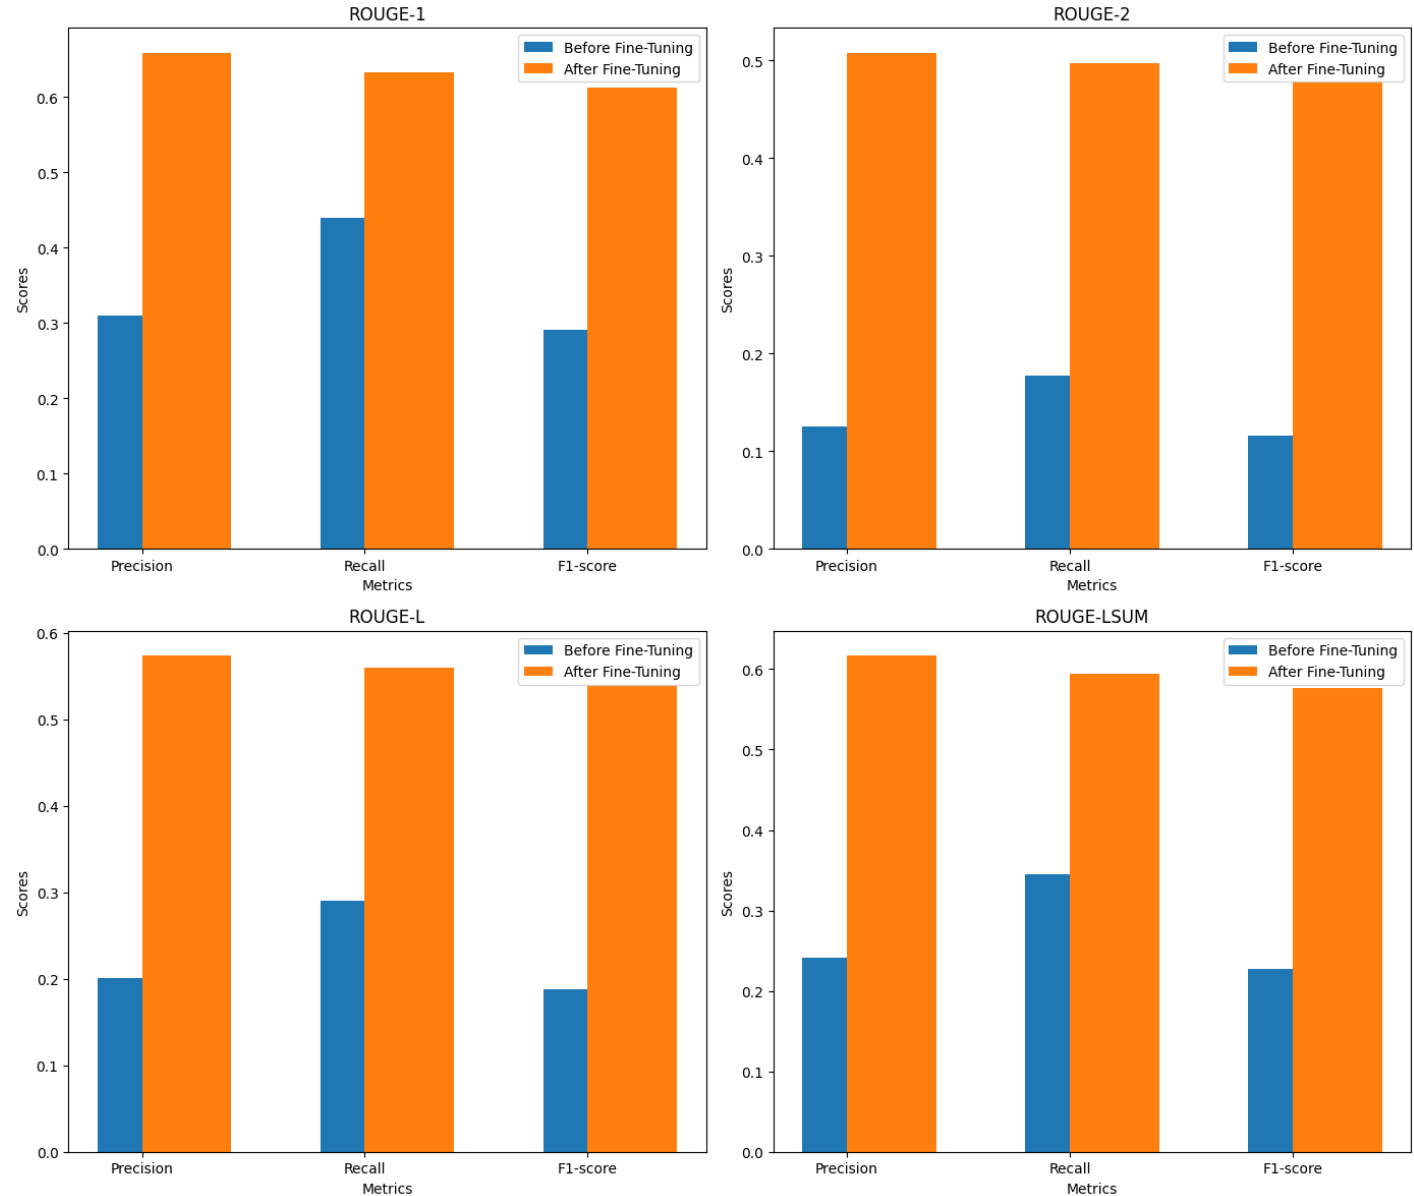 ROUGE-1
Before Fine-Tuning
After Fine-Tuning
0.6
0.5
0.4
0.3
0.2
0.1
0.0
Scores
Precision
Recall
F1-score
Metrics
ROUGE-2
Before Fine-Tuning
After Fine-Tuning
0.5
0.4
0.3
0.2
0.1
0.0
Scores
Precision
Recall
F1-score
Metrics
ROUGE-L
Before Fine-Tuning
After Fine-Tuning
0.6
0.5
0.4
0.3
0.2
0.1
0.0
Scores
Precision
Recall
F1-score
Metrics
ROUGE-LSUM
Before Fine-Tuning
After Fine-Tuning
0.6
0.5
0.4
0.3
0.2
0.1
0.0
Scores
Precision
Recall
F1-score
Metrics